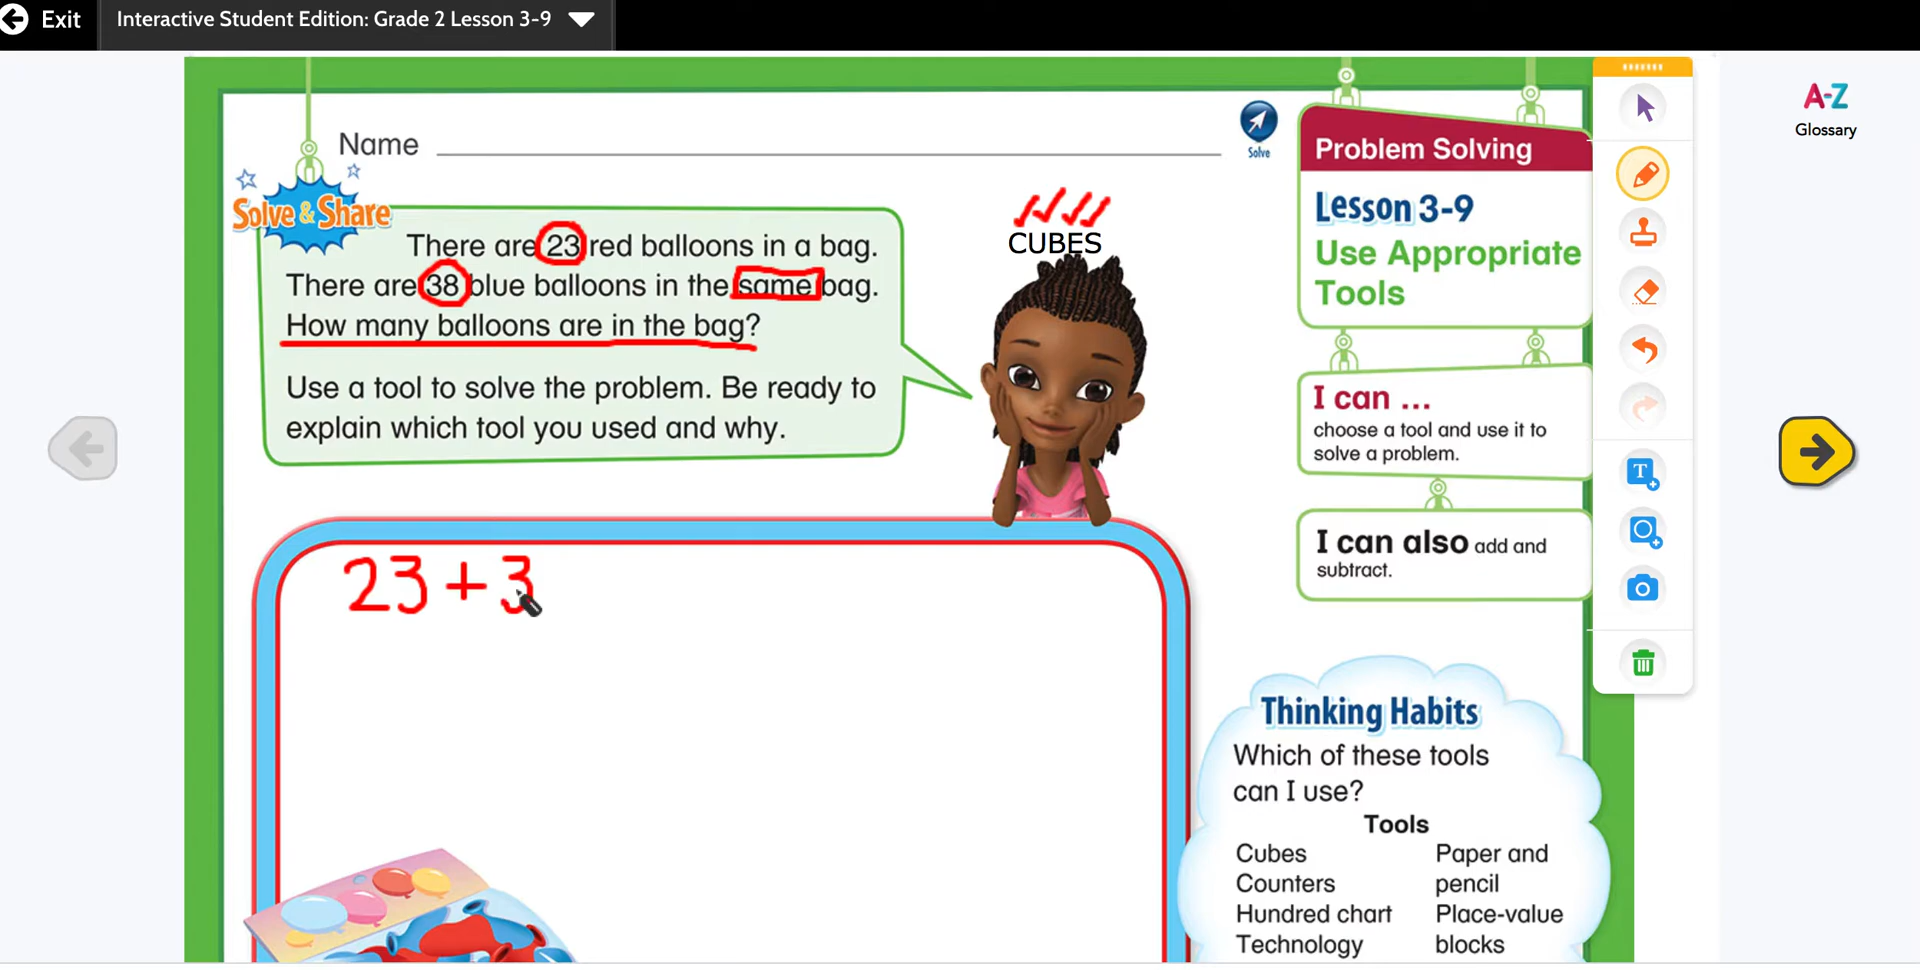 Exit
Interactive Student Edition: Grade 2 Lesson 3-9
A-Z
Glossary
Name
Solve
Solve & Share
There are 23 red balloons in a bag.
There are 38 blue balloons in the same bag.
How many balloons are in the bag?
Use a tool to solve the problem. Be ready to
explain which tool you used and why.
CUBES
Problem Solving
Lesson 3-9
Use Appropriate
Tools
I can ...
choose a tool and use it to
solve a problem.
I can also add and
subtract.
23 + 3
Thinking Habits
Which of these tools
can I use?
Tools
Cubes
Counters
Hundred chart
Technology
Paper and
pencil
Place-value
blocks
T